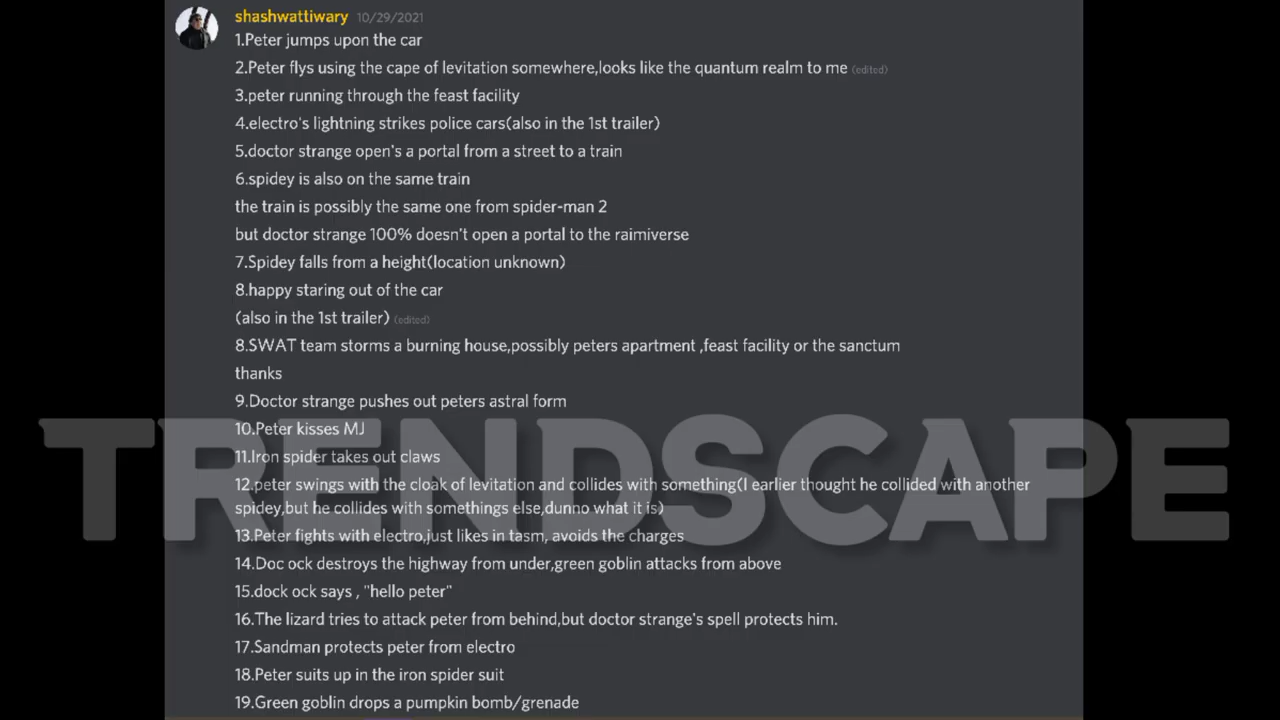 shashwattiwary 10/29/2021
1.Peter jumps upon the car
2.Peter flys using the cape of levitation somewhere,looks like the quantum realm to me (edited)
3.peter running through the feast facility
4.electro's lightning strikes police cars(also in the 1st trailer)
5.doctor strange open's a portal from a street to a train
6.spidey is also on the same train
the train is possibly the same one from spider-man 2
but doctor strange 100% doesn't open a portal to the raimiverse
7.Spidey falls from a height(location unknown)
8.happy staring out of the car
(also in the 1st trailer) (edited)
8.SWAT team storms a burning house,possibly peters apartment ,feast facility or the sanctum
thanks
9.Doctor strange pushes out peters astral form
10.Peter kisses MJ
11.Iron spider takes out claws
12.peter swings with the cloak of levitation and collides with something(I earlier thought he collided with another
spidey,but he collides with somethings else,dunno what it is)
13.Peter fights with electro,just likes in tasm, avoids the charges
14.Doc ock destroys the highway from under,green goblin attacks from above
15.dock ock says , "hello peter"
16.The lizard tries to attack peter from behind,but doctor strange's spell protects him.
17.Sandman protects peter from electro
18.Peter suits up in the iron spider suit
19.Green goblin drops a pumpkin bomb/grenade
TRENDSCAPE